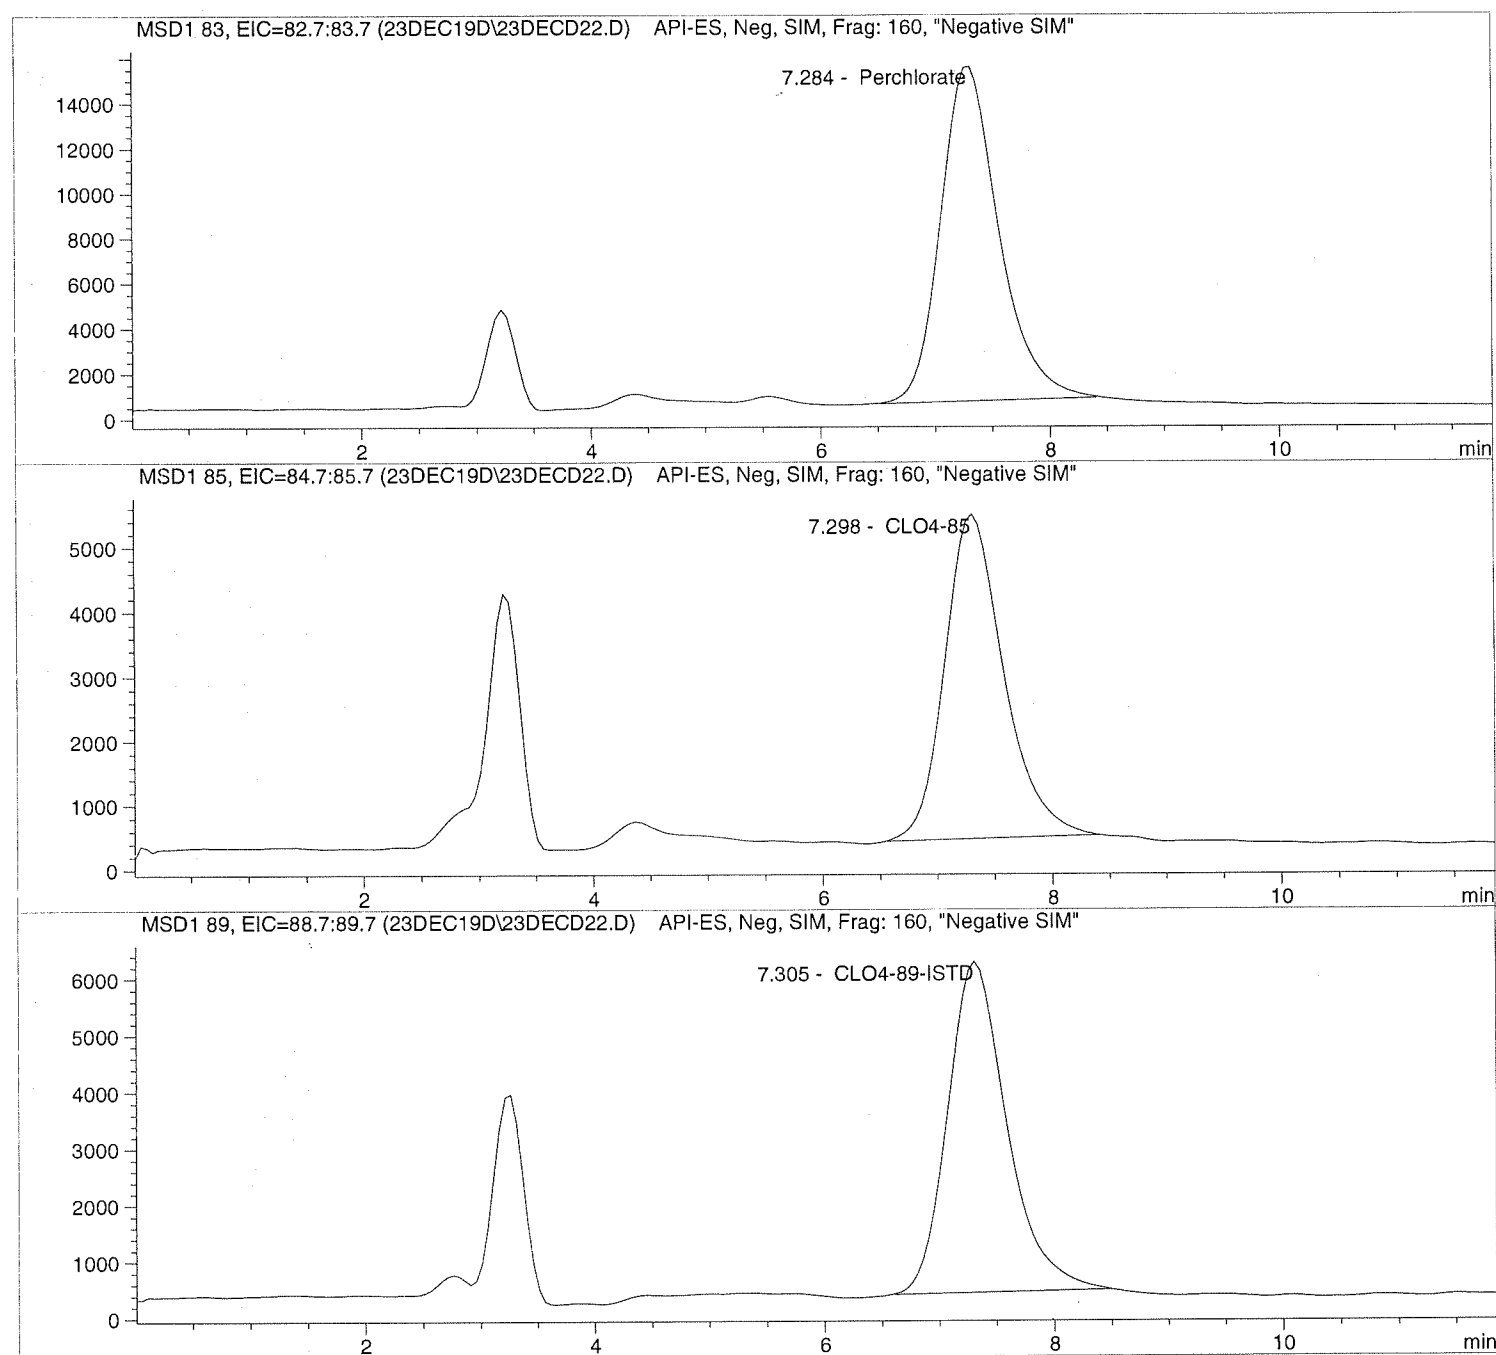 MSD1 83, EIC=82.7:83.7 (23DEC19D\23DECD22.D) API-ES, Neg, SIM, Frag: 160, "Negative SIM"
7.284 - Perchlorate
14000
12000
10000
8000
6000
4000
2000
0
2 4 6 8 10 min
MSD1 85, EIC=84.7:85.7 (23DEC19D\23DECD22.D) API-ES, Neg, SIM, Frag: 160, "Negative SIM"
7.298 - CLO4-85
5000
4000
3000
2000
1000
0
2 4 6 8 10 min
MSD1 89, EIC=88.7:89.7 (23DEC19D\23DECD22.D) API-ES, Neg, SIM, Frag: 160, "Negative SIM"
7.305 - CLO4-89-ISTD
6000
5000
4000
3000
2000
1000
0
2 4 6 8 10 min